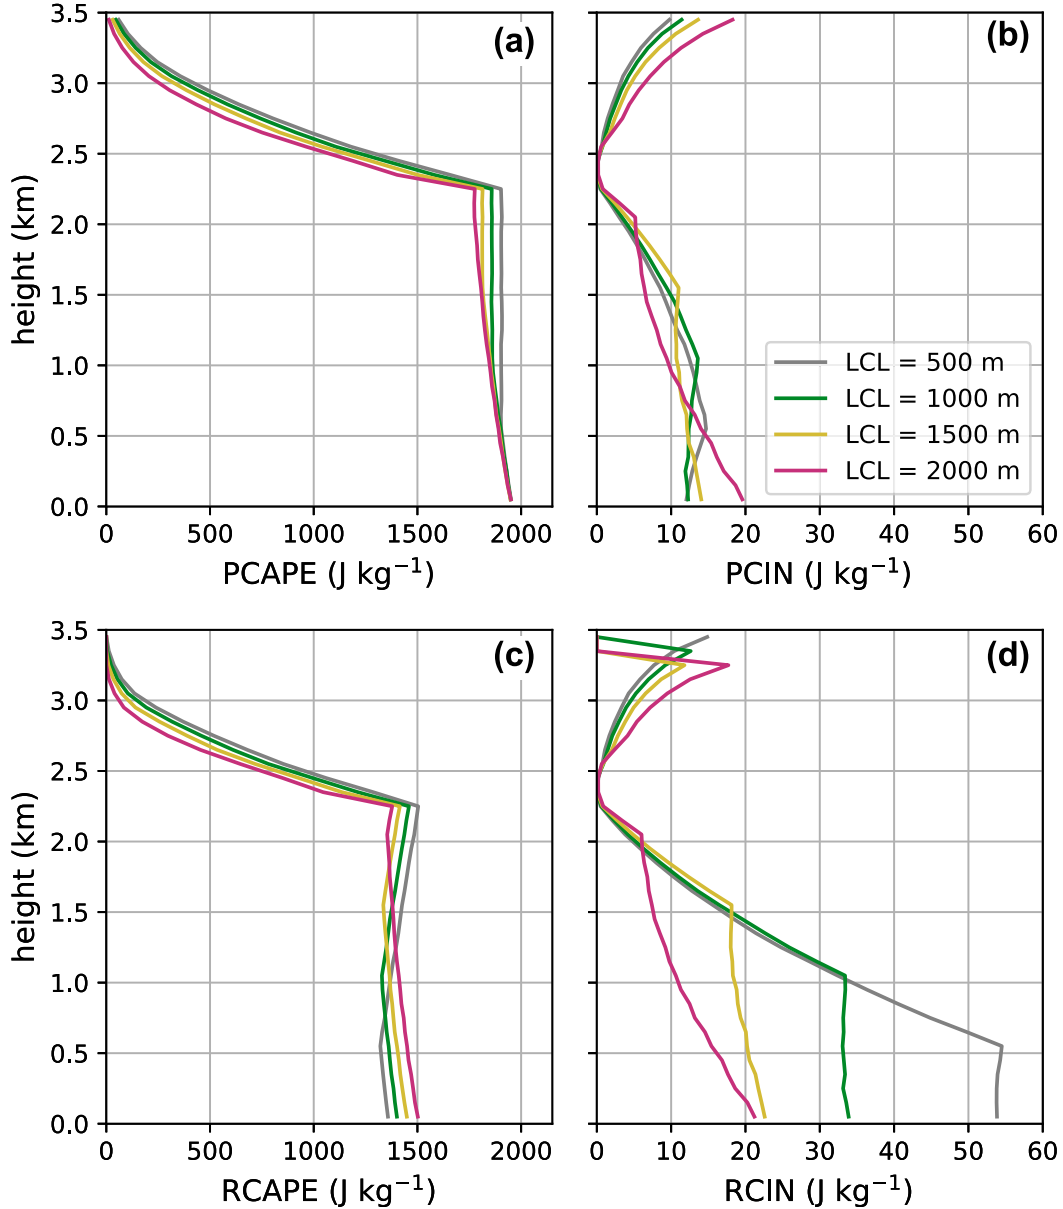 3.5
3.0
2.5
2.0
1.5
1.0
0.5
0.0
height (km)
(a)
0 500 1000 1500 2000
PCAPE (J kg⁻¹)
(b)
LCL = 500 m
LCL = 1000 m
LCL = 1500 m
LCL = 2000 m
0 10 20 30 40 50 60
PCIN (J kg⁻¹)
3.5
3.0
2.5
2.0
1.5
1.0
0.5
0.0
height (km)
(c)
0 500 1000 1500 2000
RCAPE (J kg⁻¹)
(d)
0 10 20 30 40 50 60
RCIN (J kg⁻¹)